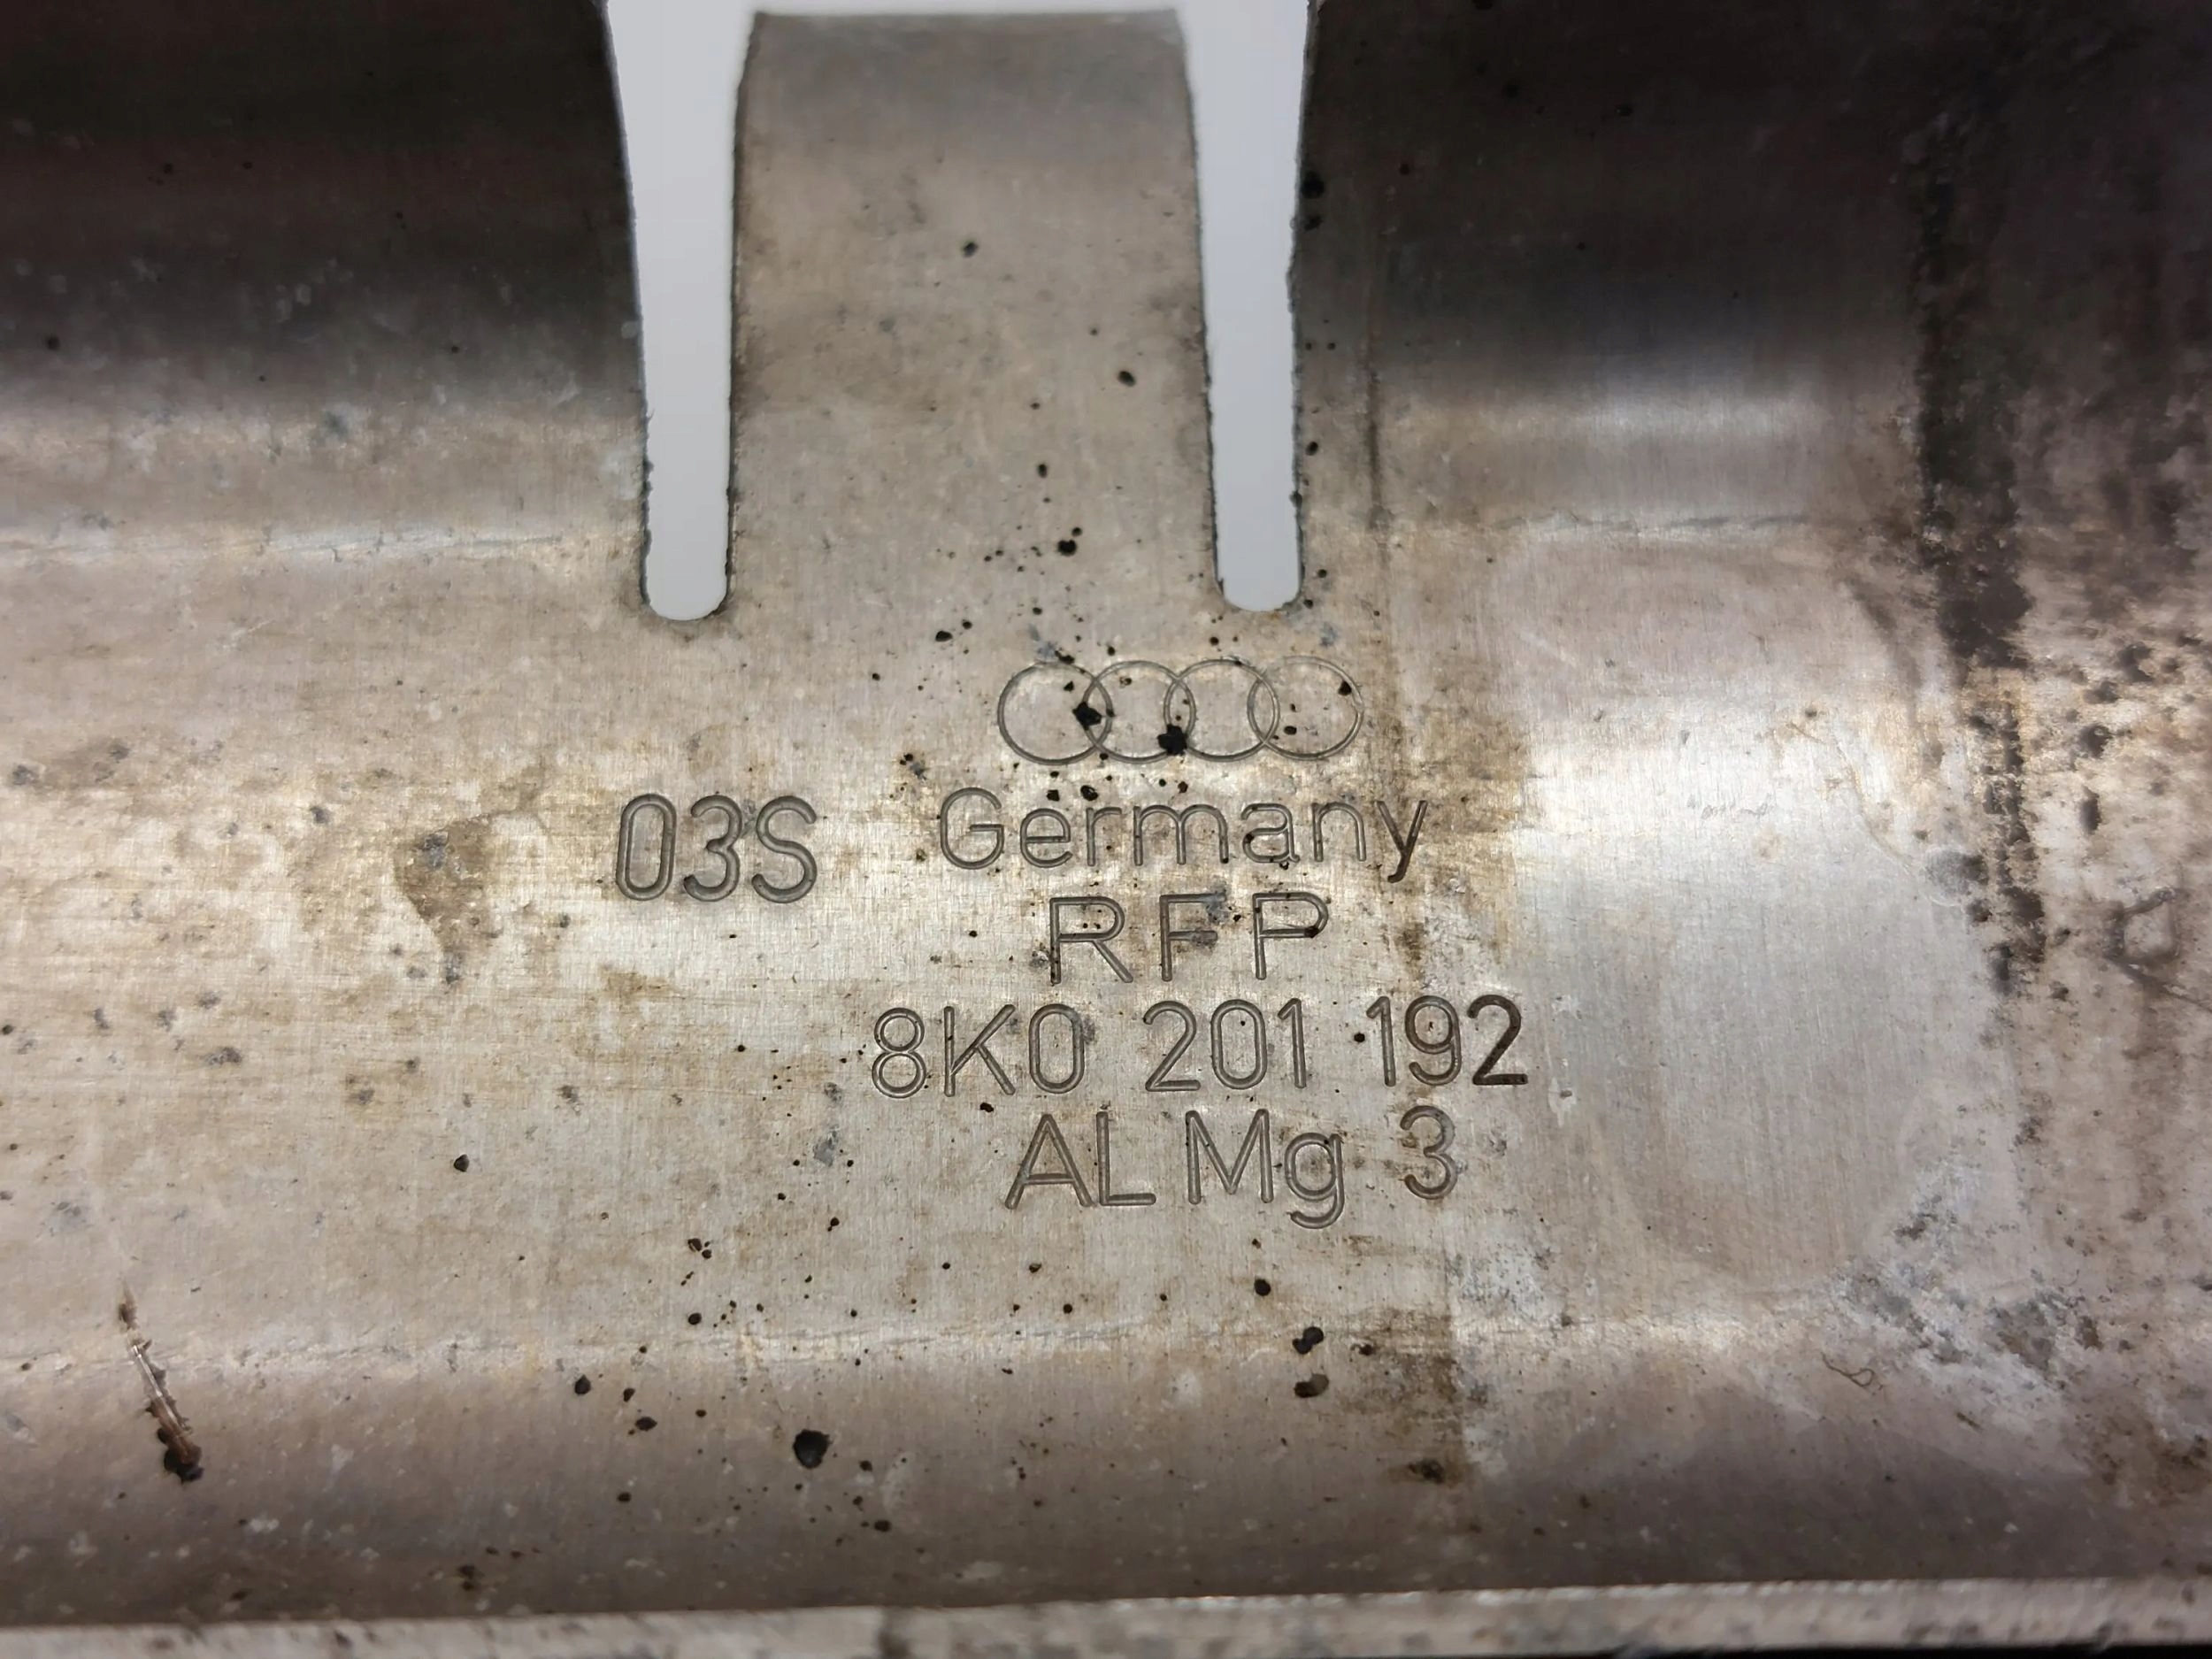 03S
Germany
RFP
8K0 201 192
AL Mg 3